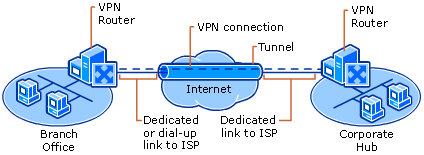 VPN
Router
VPN connection
Tunnel
VPN
Router
Internet
Dedicated
or dial-up
link to ISP
Dedicated
link to ISP
Branch
Office
Corporate
Hub